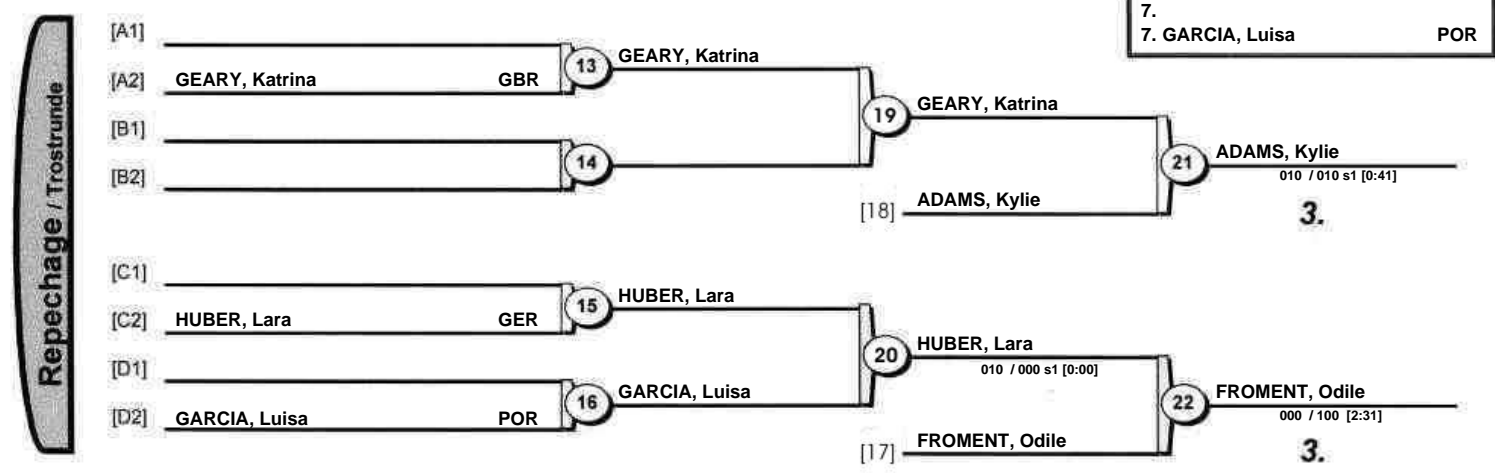 7.
7. GARCIA, Luisa POR
Repechage / Trostrunde
[A1]
[A2] GEARY, Katrina GBR
13 GEARY, Katrina
[B1]
[B2]
14
19 GEARY, Katrina
[18] ADAMS, Kylie
21 ADAMS, Kylie
010 / 010 s1 [0:41]
3.
[C1]
[C2] HUBER, Lara GER
15 HUBER, Lara
[D1]
[D2] GARCIA, Luisa POR
16 GARCIA, Luisa
20 HUBER, Lara
010 / 000 s1 [0:00]
[17] FROMENT, Odile
22 FROMENT, Odile
000 / 100 [2:31]
3.